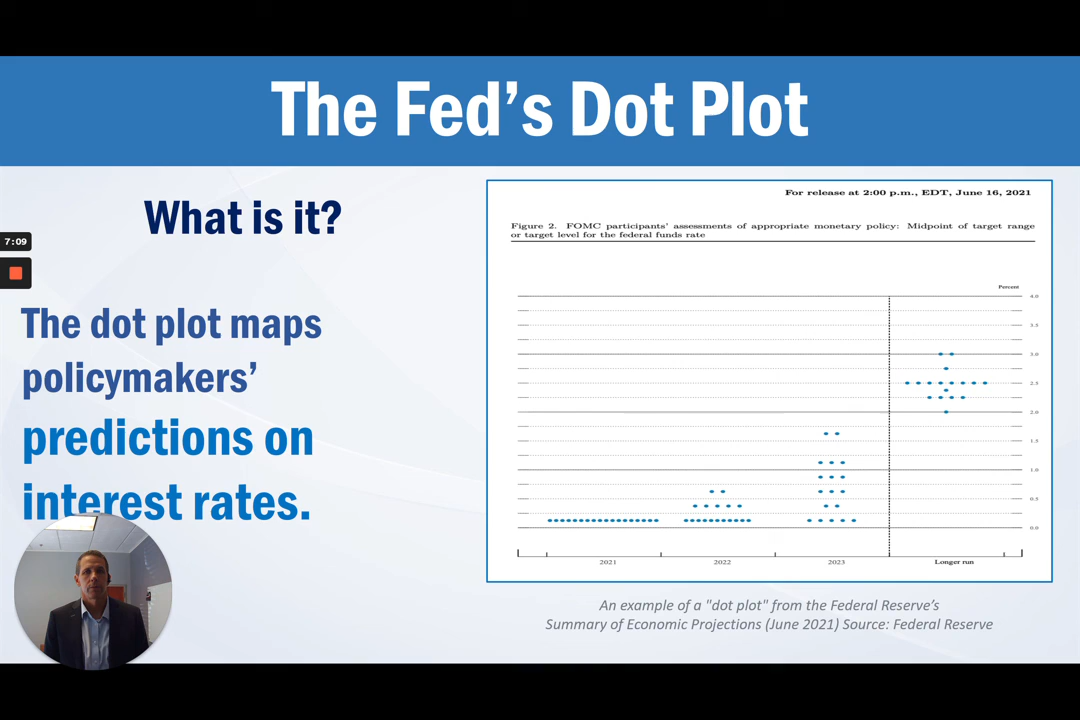 The Fed’s Dot Plot
What is it?
7:09
The dot plot maps
policymakers’
predictions on
interest rates.
For release at 2:00 p.m., EDT, June 16, 2021
Figure 2. FOMC participants’ assessments of appropriate monetary policy: Midpoint of target range
or target level for the federal funds rate
Percent
4.0
3.5
3.0
2.5
2.0
1.5
1.0
0.5
0.0
2021 2022 2023 Longer run
An example of a "dot plot" from the Federal Reserve’s
Summary of Economic Projections (June 2021) Source: Federal Reserve